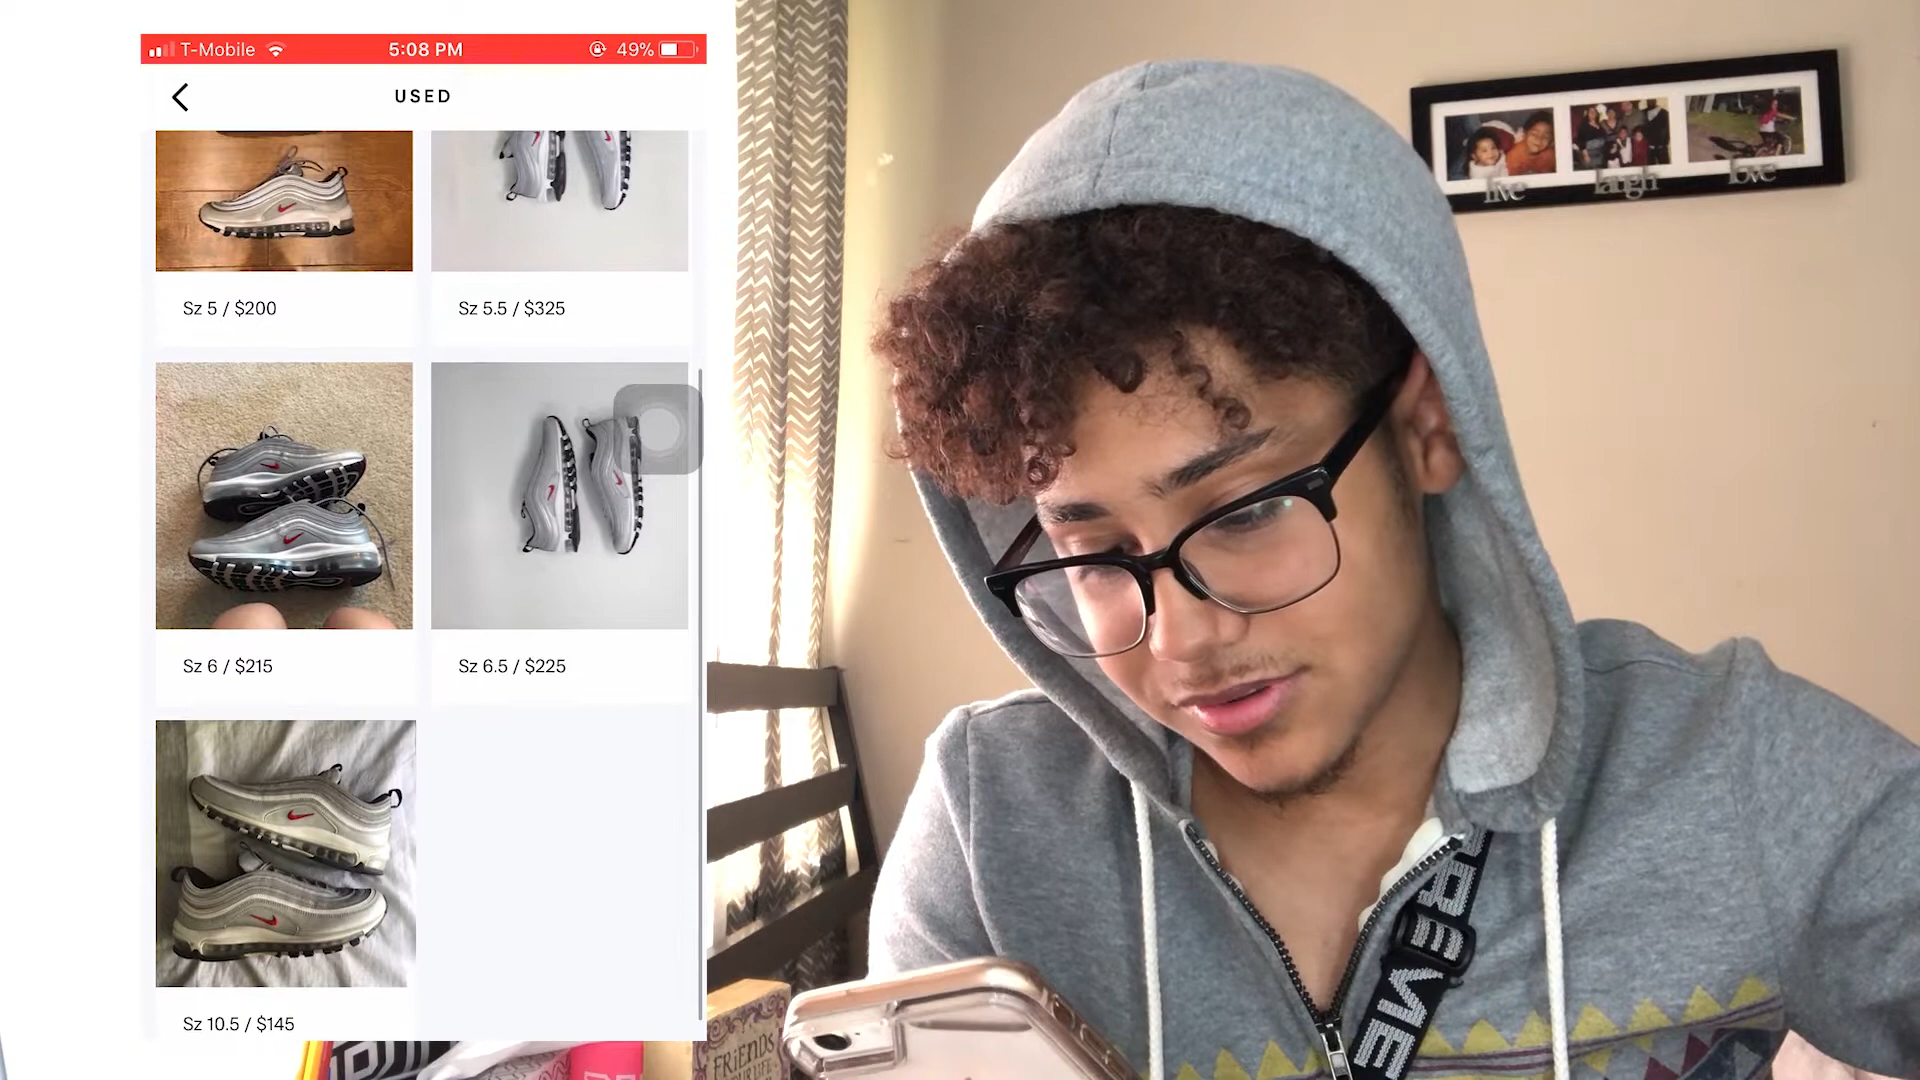 T-Mobile 5:08 PM 49%
USED
Sz 5 / $200
Sz 5.5 / $325
Sz 6 / $215
Sz 6.5 / $225
Sz 10.5 / $145
live laugh love
REME
FRiENDS